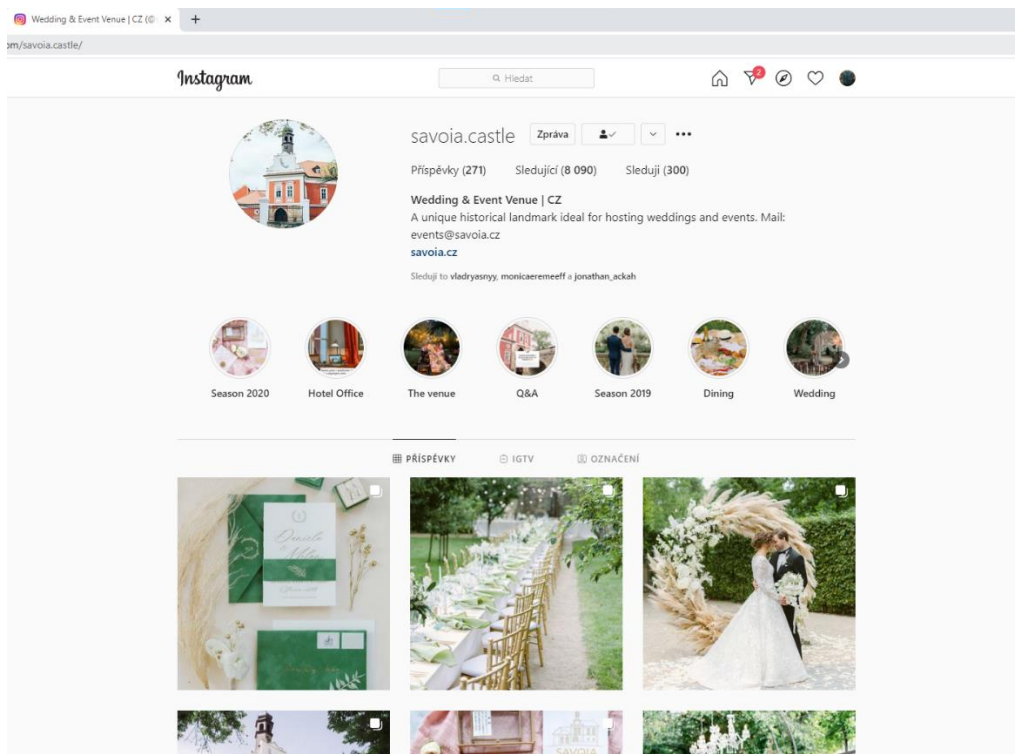 Wedding & Event Venue | CZ (©
om/savoia.castle/
Instagram
Hledat
2
savoia.castle
Zpráva
Příspěvky (271) Sledující (8 090) Sleduji (300)
Wedding & Event Venue | CZ
A unique historical landmark ideal for hosting weddings and events. Mail:
events@savoia.cz
savoia.cz
Sledují to vladryasnyy, monicaeremeeff a jonathan_ackah
Season 2020 Hotel Office The venue Q&A Season 2019 Dining Wedding
PŘÍSPĚVKY IGTV OZNAČENÍ
SAVOIA